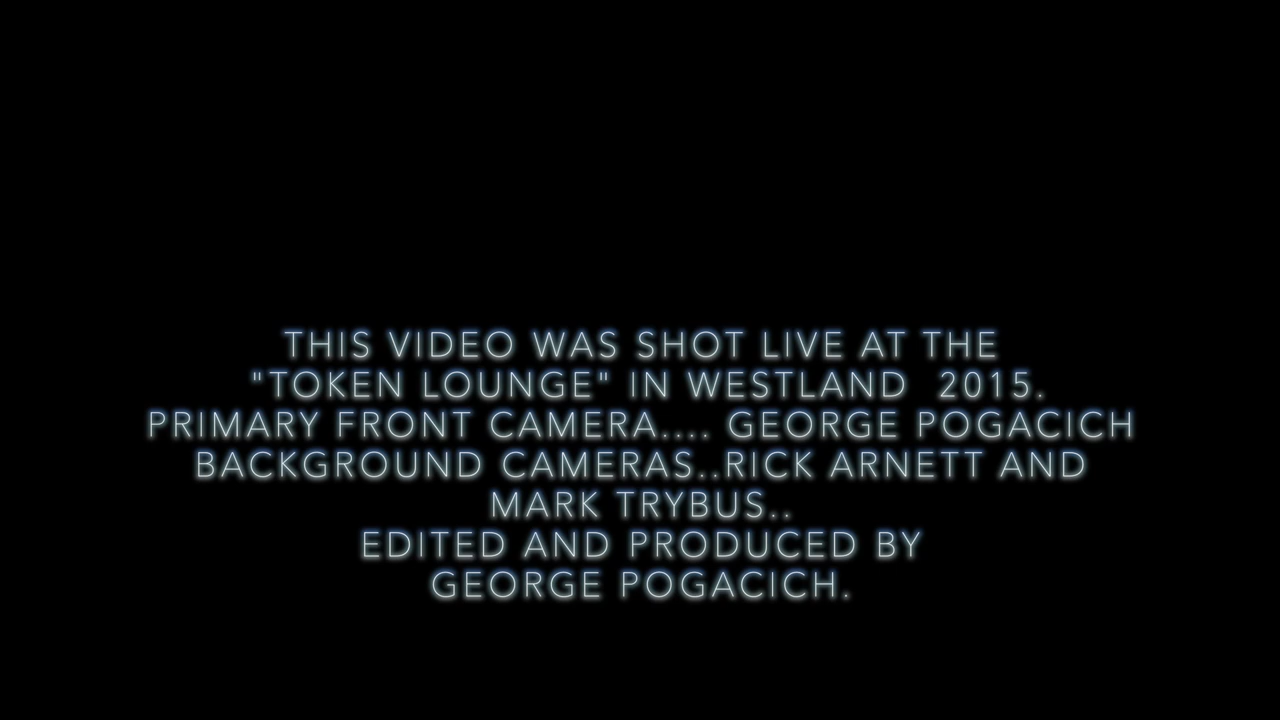 THIS VIDEO WAS SHOT LIVE AT THE
"TOKEN LOUNGE" IN WESTLAND  2015.
PRIMARY FRONT CAMERA.... GEORGE POGACICH
BACKGROUND CAMERAS..RICK ARNETT AND
MARK TRYBUS..
EDITED AND PRODUCED BY
GEORGE POGACICH.